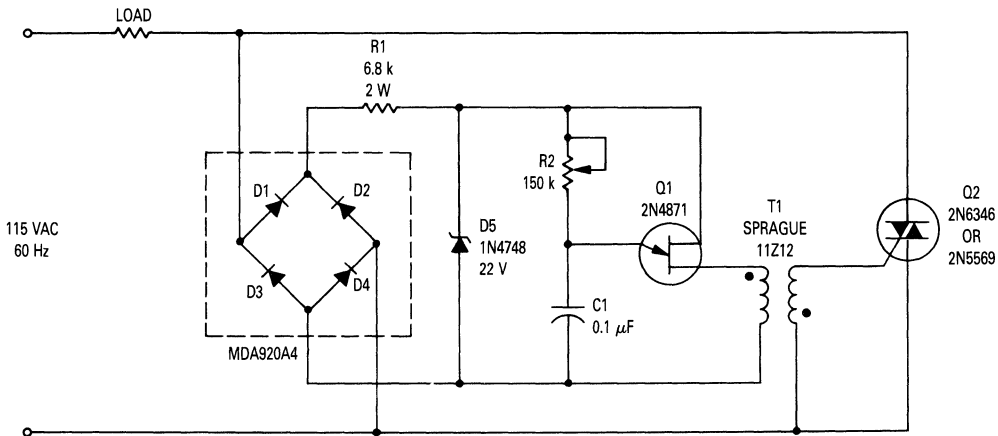 LOAD
R1
6.8 k
2 W
D1
D2
D3
D4
MDA920A4
115 VAC
60 Hz
D5
1N4748
22 V
R2
150 k
C1
0.1 μF
Q1
2N4871
T1
SPRAGUE
11Z12
Q2
2N6346
OR
2N5569